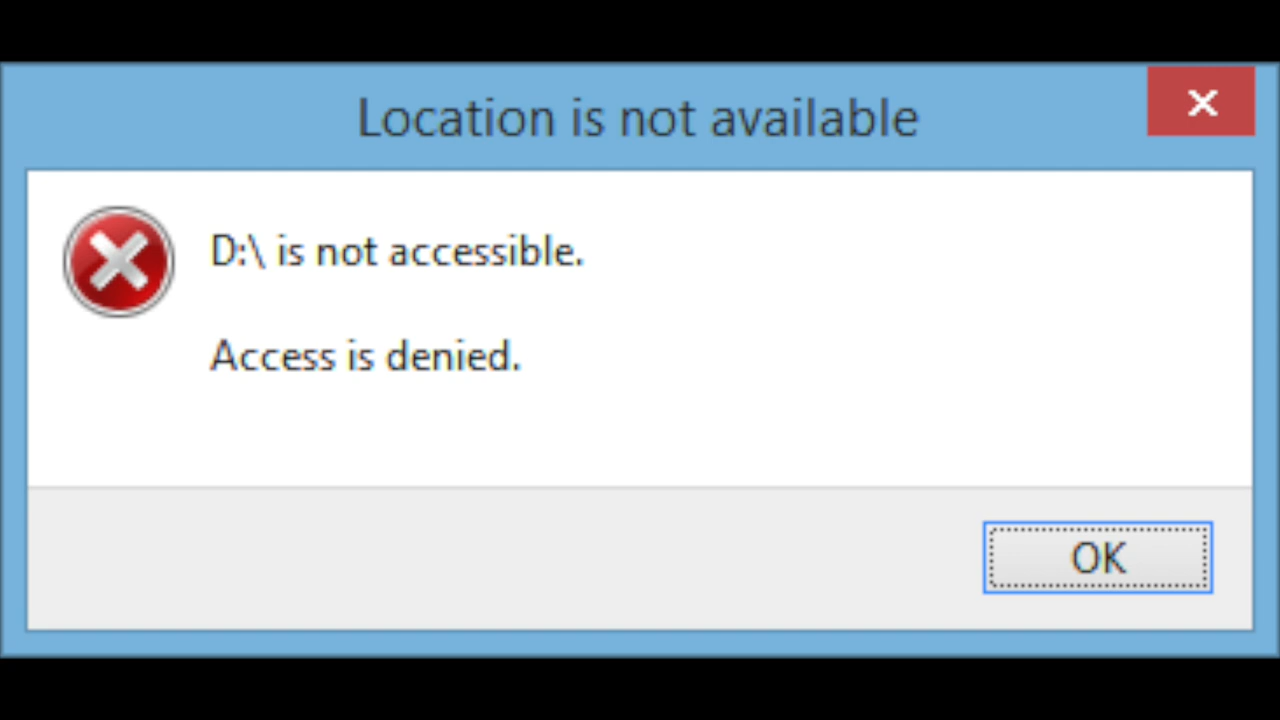 Location is not available
D:\ is not accessible.
Access is denied.
OK